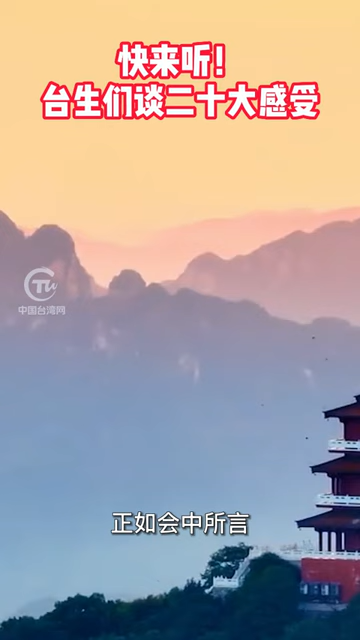 快来听！
台生们谈二十大感受
中国台湾网
正如会中所言